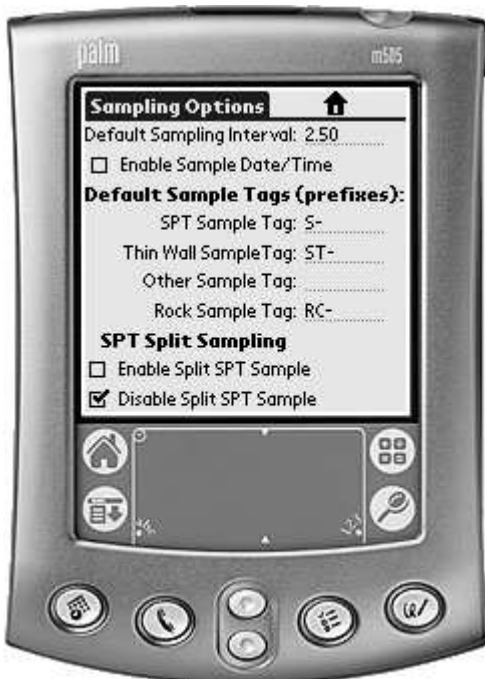 palm m505
Sampling Options
Default Sampling Interval: 2.50
Enable Sample Date/Time
Default Sample Tags (prefixes):
SPT Sample Tag: S-
Thin Wall SampleTag: ST-
Other Sample Tag:
Rock Sample Tag: RC-
SPT Split Sampling
Enable Split SPT Sample
Disable Split SPT Sample